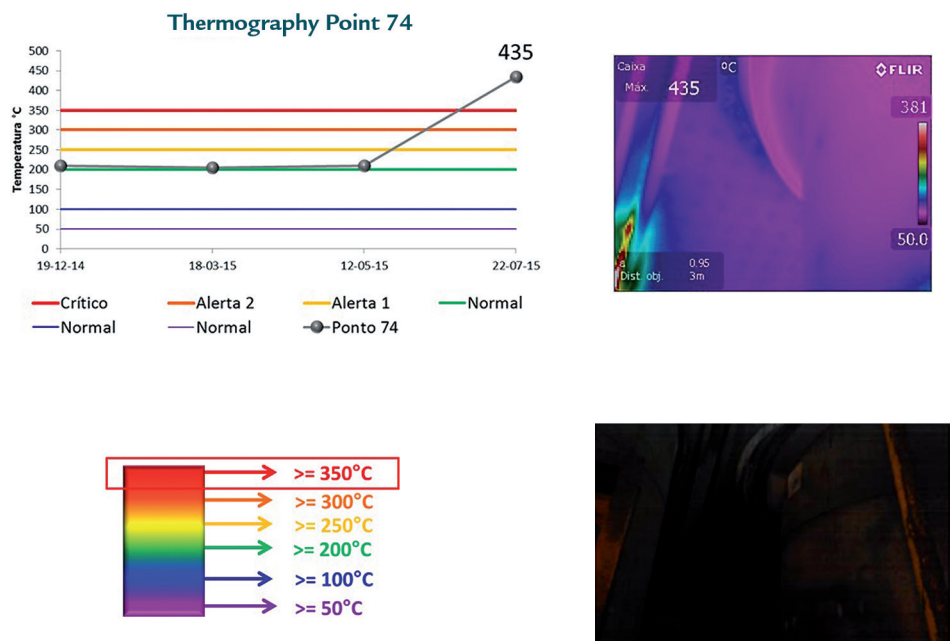 Thermography Point 74
Temperatura °C
500
450
400
350
300
250
200
150
100
50
0
435
19-12-14
18-03-15
12-05-15
22-07-15
Crítico
Alerta 2
Alerta 1
Normal
Normal
Normal
Ponto 74
Caixa
Máx. 435
°C
FLIR
381
50.0
ε 0.95
Dist. obj. 3m
>= 350°C
>= 300°C
>= 250°C
>= 200°C
>= 100°C
>= 50°C